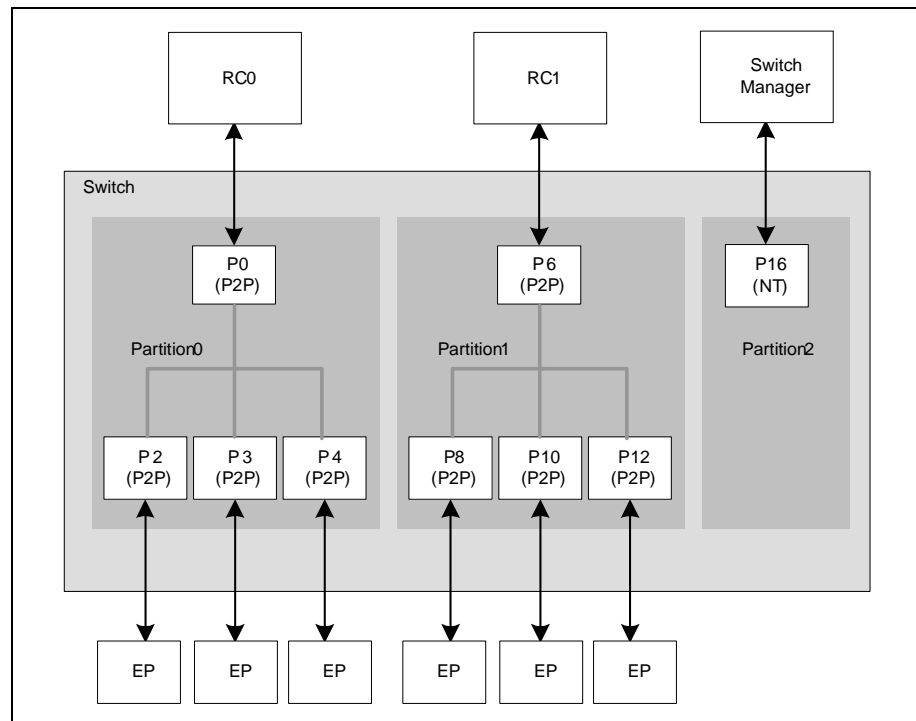 RC0
RC1
Switch
Manager
Switch
P0
(P2P)
P6
(P2P)
P16
(NT)
Partition0
Partition1
Partition2
P2
(P2P)
P3
(P2P)
P4
(P2P)
P8
(P2P)
P10
(P2P)
P12
(P2P)
EP
EP
EP
EP
EP
EP